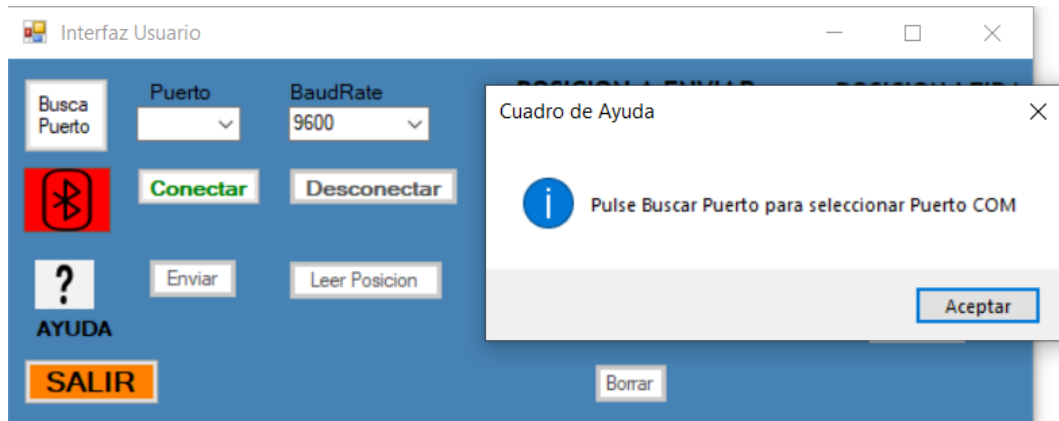 Interfaz Usuario
Busca
Puerto
Puerto
BaudRate
9600
Conectar
Desconectar
?
AYUDA
Enviar
Leer Posicion
SALIR
Borrar
Cuadro de Ayuda
Pulse Buscar Puerto para seleccionar Puerto COM
Aceptar